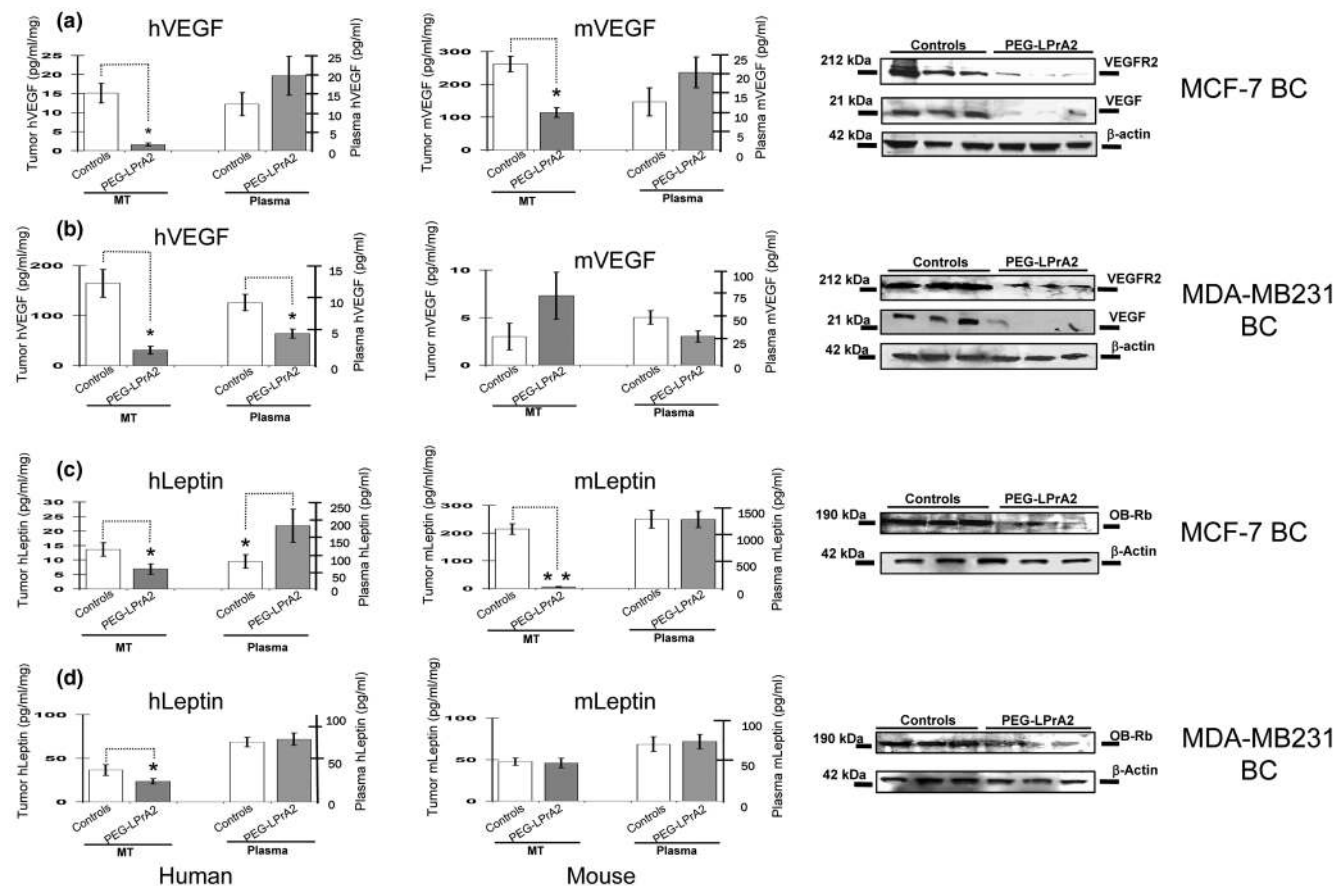 (a)
hVEGF
Tumor hVEGF (pg/ml/mg)
25
20
15
10
5
0
*
25
20
15
10
5
0
Plasma hVEGF (pg/ml)
Controls
PEG-LPrA2
Controls
PEG-LPrA2
MT
Plasma
mVEGF
Tumor mVEGF (pg/ml/mg)
300
200
100
0
*
25
20
15
10
5
0
Plasma mVEGF (pg/ml)
Controls
PEG-LPrA2
Controls
PEG-LPrA2
MT
Plasma
Controls PEG-LPrA2
212 kDa
VEGFR2
21 kDa
VEGF
42 kDa
β-actin
MCF-7 BC
(b)
hVEGF
Tumor hVEGF (pg/ml/mg)
200
100
0
*
*
15
10
5
0
Plasma hVEGF (pg/ml)
Controls
PEG-LPrA2
Controls
PEG-LPrA2
MT
Plasma
mVEGF
Tumor mVEGF (pg/ml/mg)
10
5
0
100
75
50
25
0
Plasma mVEGF (pg/ml)
Controls
PEG-LPrA2
Controls
PEG-LPrA2
MT
Plasma
Controls PEG-LPrA2
212 kDa
VEGFR2
21 kDa
VEGF
42 kDa
β-actin
MDA-MB231
BC
(c)
hLeptin
Tumor hLeptin (pg/ml/mg)
30
25
20
15
10
5
0
*
*
250
200
150
100
50
0
Plasma hLeptin (pg/ml)
Controls
PEG-LPrA2
Controls
PEG-LPrA2
MT
Plasma
mLeptin
Tumor mLeptin (pg/ml/mg)
300
200
100
0
* *
1500
1000
500
0
Plasma mLeptin (pg/ml)
Controls
PEG-LPrA2
Controls
PEG-LPrA2
MT
Plasma
Controls PEG-LPrA2
190 kDa
OB-Rb
42 kDa
β-Actin
MCF-7 BC
(d)
hLeptin
Tumor hLeptin (pg/ml/mg)
100
50
0
*
100
50
0
Plasma hLeptin (pg/ml)
Controls
PEG-LPrA2
Controls
PEG-LPrA2
MT
Plasma
mLeptin
Tumor mLeptin (pg/ml/mg)
100
50
0
100
50
0
Plasma mLeptin (pg/ml)
Controls
PEG-LPrA2
Controls
PEG-LPrA2
MT
Plasma
Controls PEG-LPrA2
190 kDa
OB-Rb
42 kDa
β-Actin
MDA-MB231
BC
Human
Mouse